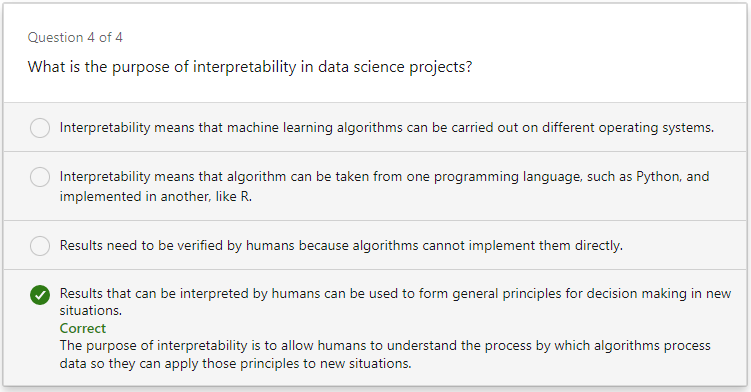 Question 4 of 4
What is the purpose of interpretability in data science projects?
Interpretability means that machine learning algorithms can be carried out on different operating systems.
Interpretability means that algorithm can be taken from one programming language, such as Python, and
implemented in another, like R.
Results need to be verified by humans because algorithms cannot implement them directly.
Results that can be interpreted by humans can be used to form general principles for decision making in new
situations.
Correct
The purpose of interpretability is to allow humans to understand the process by which algorithms process
data so they can apply those principles to new situations.